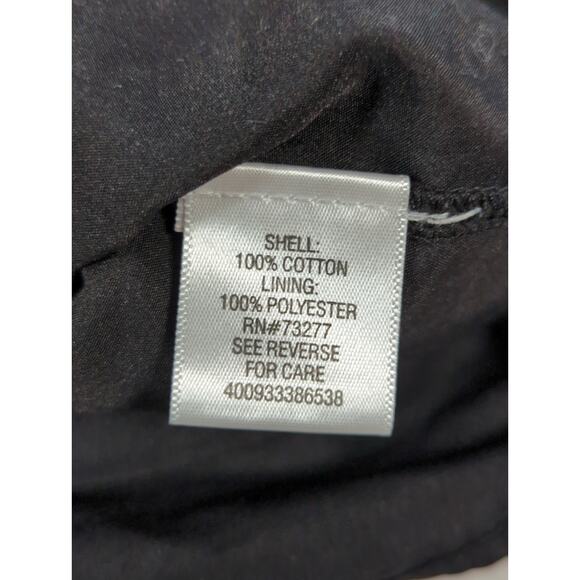 SHELL:
100% COTTON
LINING:
100% POLYESTER
RN#73277
SEE REVERSE
FOR CARE
400933386538